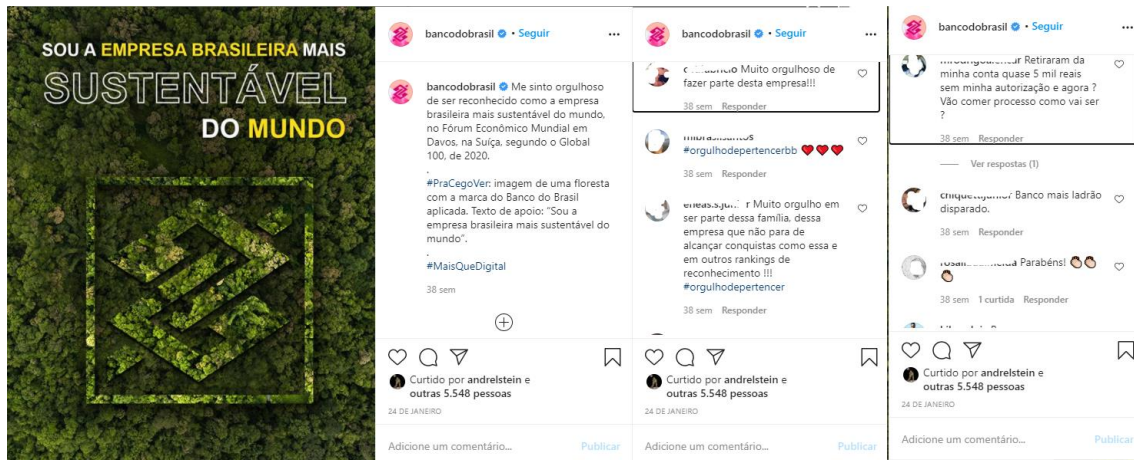 SOU A EMPRESA BRASILEIRA MAIS
SUSTENTÁVEL
DO MUNDO
bancodobrasil • Seguir
bancodobrasil Me sinto orgulhoso
de ser reconhecido como a empresa
brasileira mais sustentável do mundo,
no Fórum Econômico Mundial em
Davos, na Suíça, segundo o Global
100, de 2020.
.
#PraCegoVer: imagem de uma floresta
com a marca do Banco do Brasil
aplicada. Texto de apoio: "Sou a
empresa brasileira mais sustentável do
mundo".
.
#MaisQueDigital
38 sem
Curtido por andrelstein e
outras 5.548 pessoas
24 DE JANEIRO
Adicione um comentário... Publicar
bancodobrasil • Seguir
Muito orgulhoso de
fazer parte desta empresa!!!
38 sem Responder
#orgulhodepertencerbb
38 sem Responder
Muito orgulho em
ser parte dessa família, dessa
empresa que não para de
alcançar conquistas como essa e
em outros rankings de
reconhecimento !!!
#orgulhodepertencer
38 sem Responder
Curtido por andrelstein e
outras 5.548 pessoas
24 DE JANEIRO
Adicione um comentário... Publicar
bancodobrasil • Seguir
Retiraram da
minha conta quase 5 mil reais
sem minha autorização e agora ?
Vão comer processo como vai ser
?
38 sem Responder
Ver respostas (1)
Banco mais ladrão
disparado.
38 sem Responder
Parabéns!
38 sem 1 curtida Responder
Curtido por andrelstein e
outras 5.548 pessoas
24 DE JANEIRO
Adicione um comentário... Publicar